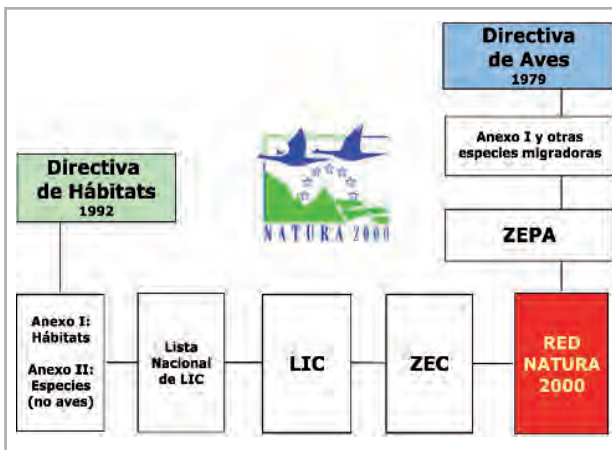 Directiva
de Aves
1979
Anexo I y otras
especies migradoras
Directiva
de Hábitats
1992
NATURA 2000
ZEPA
Anexo I:
Hábitats
Anexo II:
Especies
(no aves)
Lista
Nacional
de LIC
LIC
ZEC
RED
NATURA
2000